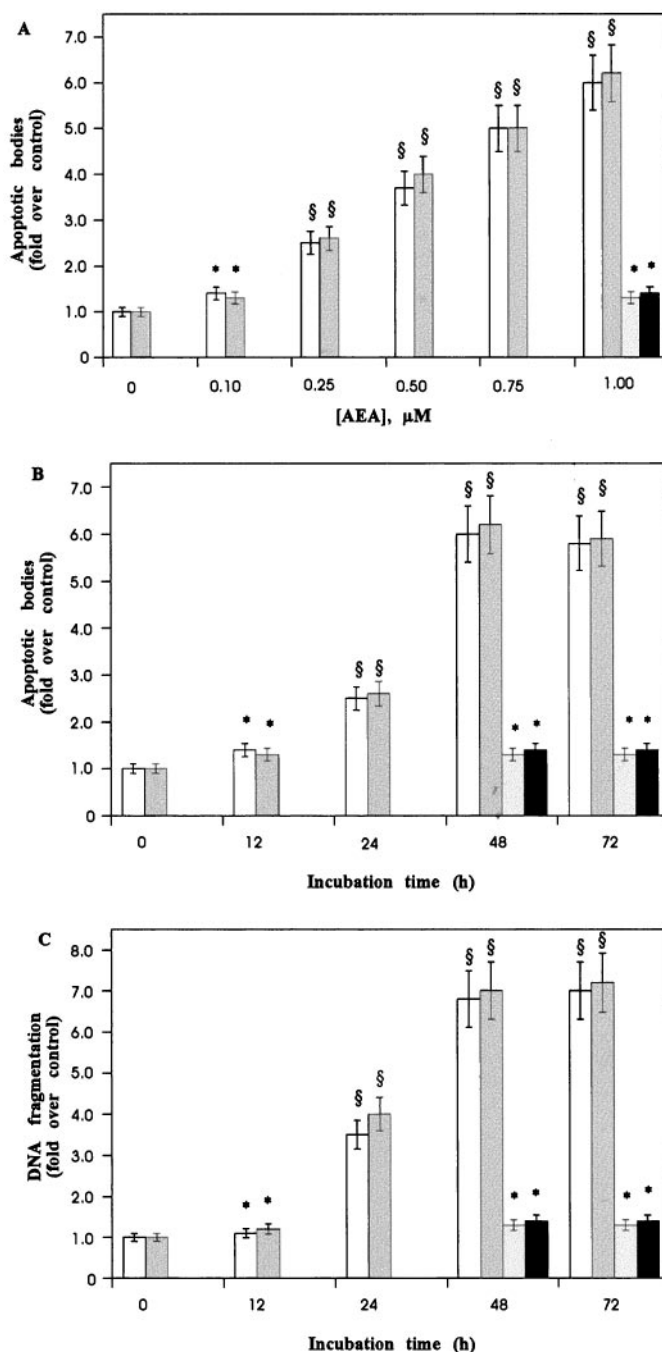 A
Apoptotic bodies
(fold over control)
7.0
6.0
5.0
4.0
3.0
2.0
1.0
0
* *
§ §
§ §
§ §
§ §
* *
0 0.10 0.25 0.50 0.75 1.00
[AEA], µM
B
Apoptotic bodies
(fold over control)
7.0
6.0
5.0
4.0
3.0
2.0
1.0
0
* *
§ §
§ §
* *
§ §
* *
0 12 24 48 72
Incubation time (h)
C
DNA fragmentation
(fold over control)
8.0
7.0
6.0
5.0
4.0
3.0
2.0
1.0
0
* *
§ §
§ §
* *
§ §
* *
0 12 24 48 72
Incubation time (h)